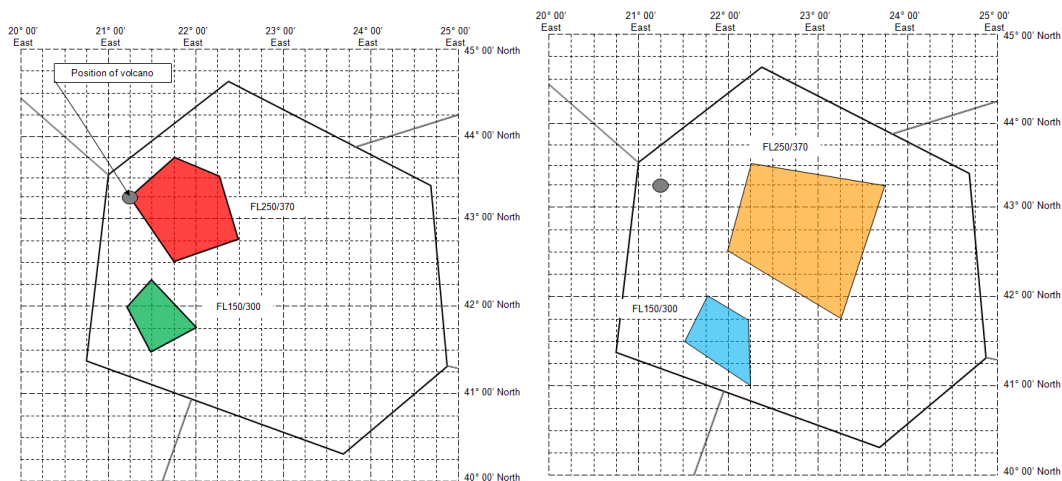 20° 00'
East
21° 00'
East
22° 00'
East
23° 00'
East
24° 00'
East
25° 00'
East
45° 00' North
Position of volcano
44° 00' North
FL250/370
43° 00' North
FL150/300
42° 00' North
41° 00' North
40° 00' North
20° 00'
East
21° 00'
East
22° 00'
East
23° 00'
East
24° 00'
East
25° 00'
East
45° 00' North
FL250/370
44° 00' North
43° 00' North
FL150/300
42° 00' North
41° 00' North
40° 00' North